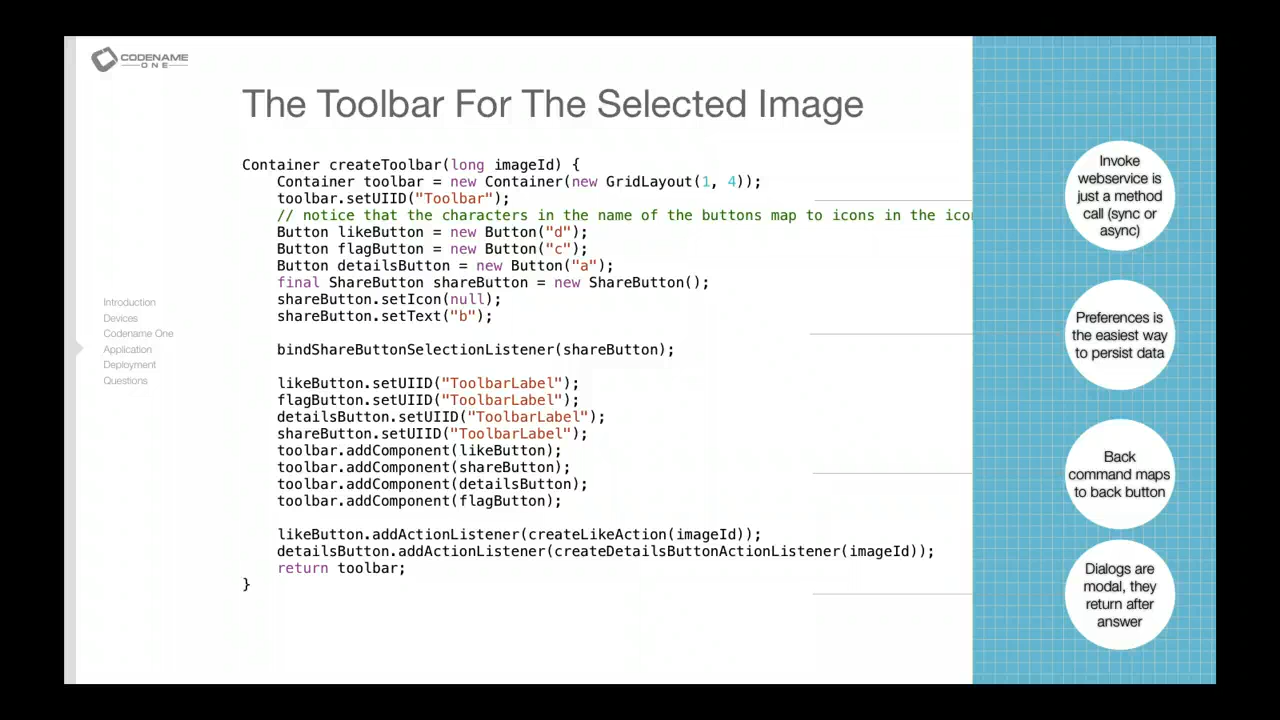 CODENAME
ONE
The Toolbar For The Selected Image
Container createToolbar(long imageId) {
Container toolbar = new Container(new GridLayout(1, 4));
toolbar.setUIID("Toolbar");
// notice that the characters in the name of the buttons map to icons in the
Button likeButton = new Button("d");
Button flagButton = new Button("c");
Button detailsButton = new Button("a");
final ShareButton shareButton = new ShareButton();
shareButton.setIcon(null);
shareButton.setText("b");
bindShareButtonSelectionListener(shareButton);
likeButton.setUIID("ToolbarLabel");
flagButton.setUIID("ToolbarLabel");
detailsButton.setUIID("ToolbarLabel");
shareButton.setUIID("ToolbarLabel");
toolbar.addComponent(likeButton);
toolbar.addComponent(shareButton);
toolbar.addComponent(detailsButton);
toolbar.addComponent(flagButton);
likeButton.addActionListener(createLikeAction(imageId));
detailsButton.addActionListener(createDetailsButtonActionListener(imageId));
return toolbar;
}
Introduction
Devices
Codename One
Application
Deployment
Questions
Invoke
webservice is
just a method
call (sync or
async)
Preferences is
the easiest way
to persist data
Back
command maps
to back button
Dialogs are
modal, they
return after
answer